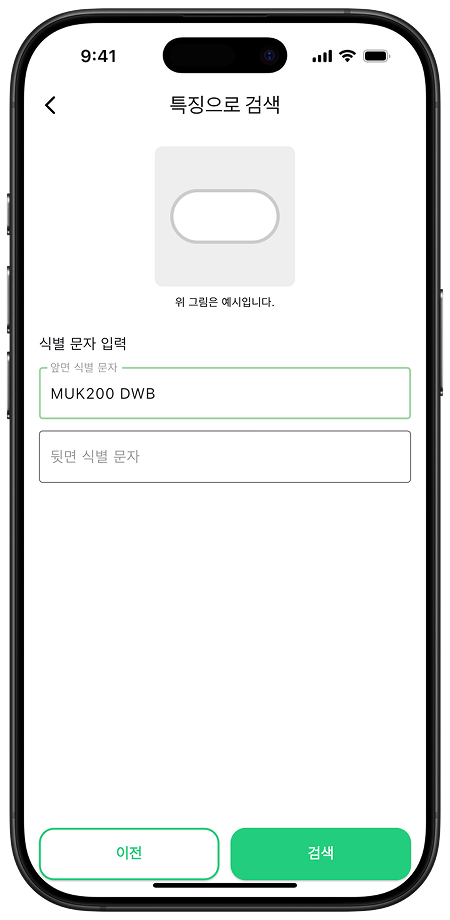 9:41
특징으로 검색
위 그림은 예시입니다.
식별 문자 입력
앞면 식별 문자
MUK200 DWB
뒷면 식별 문자
이전
검색